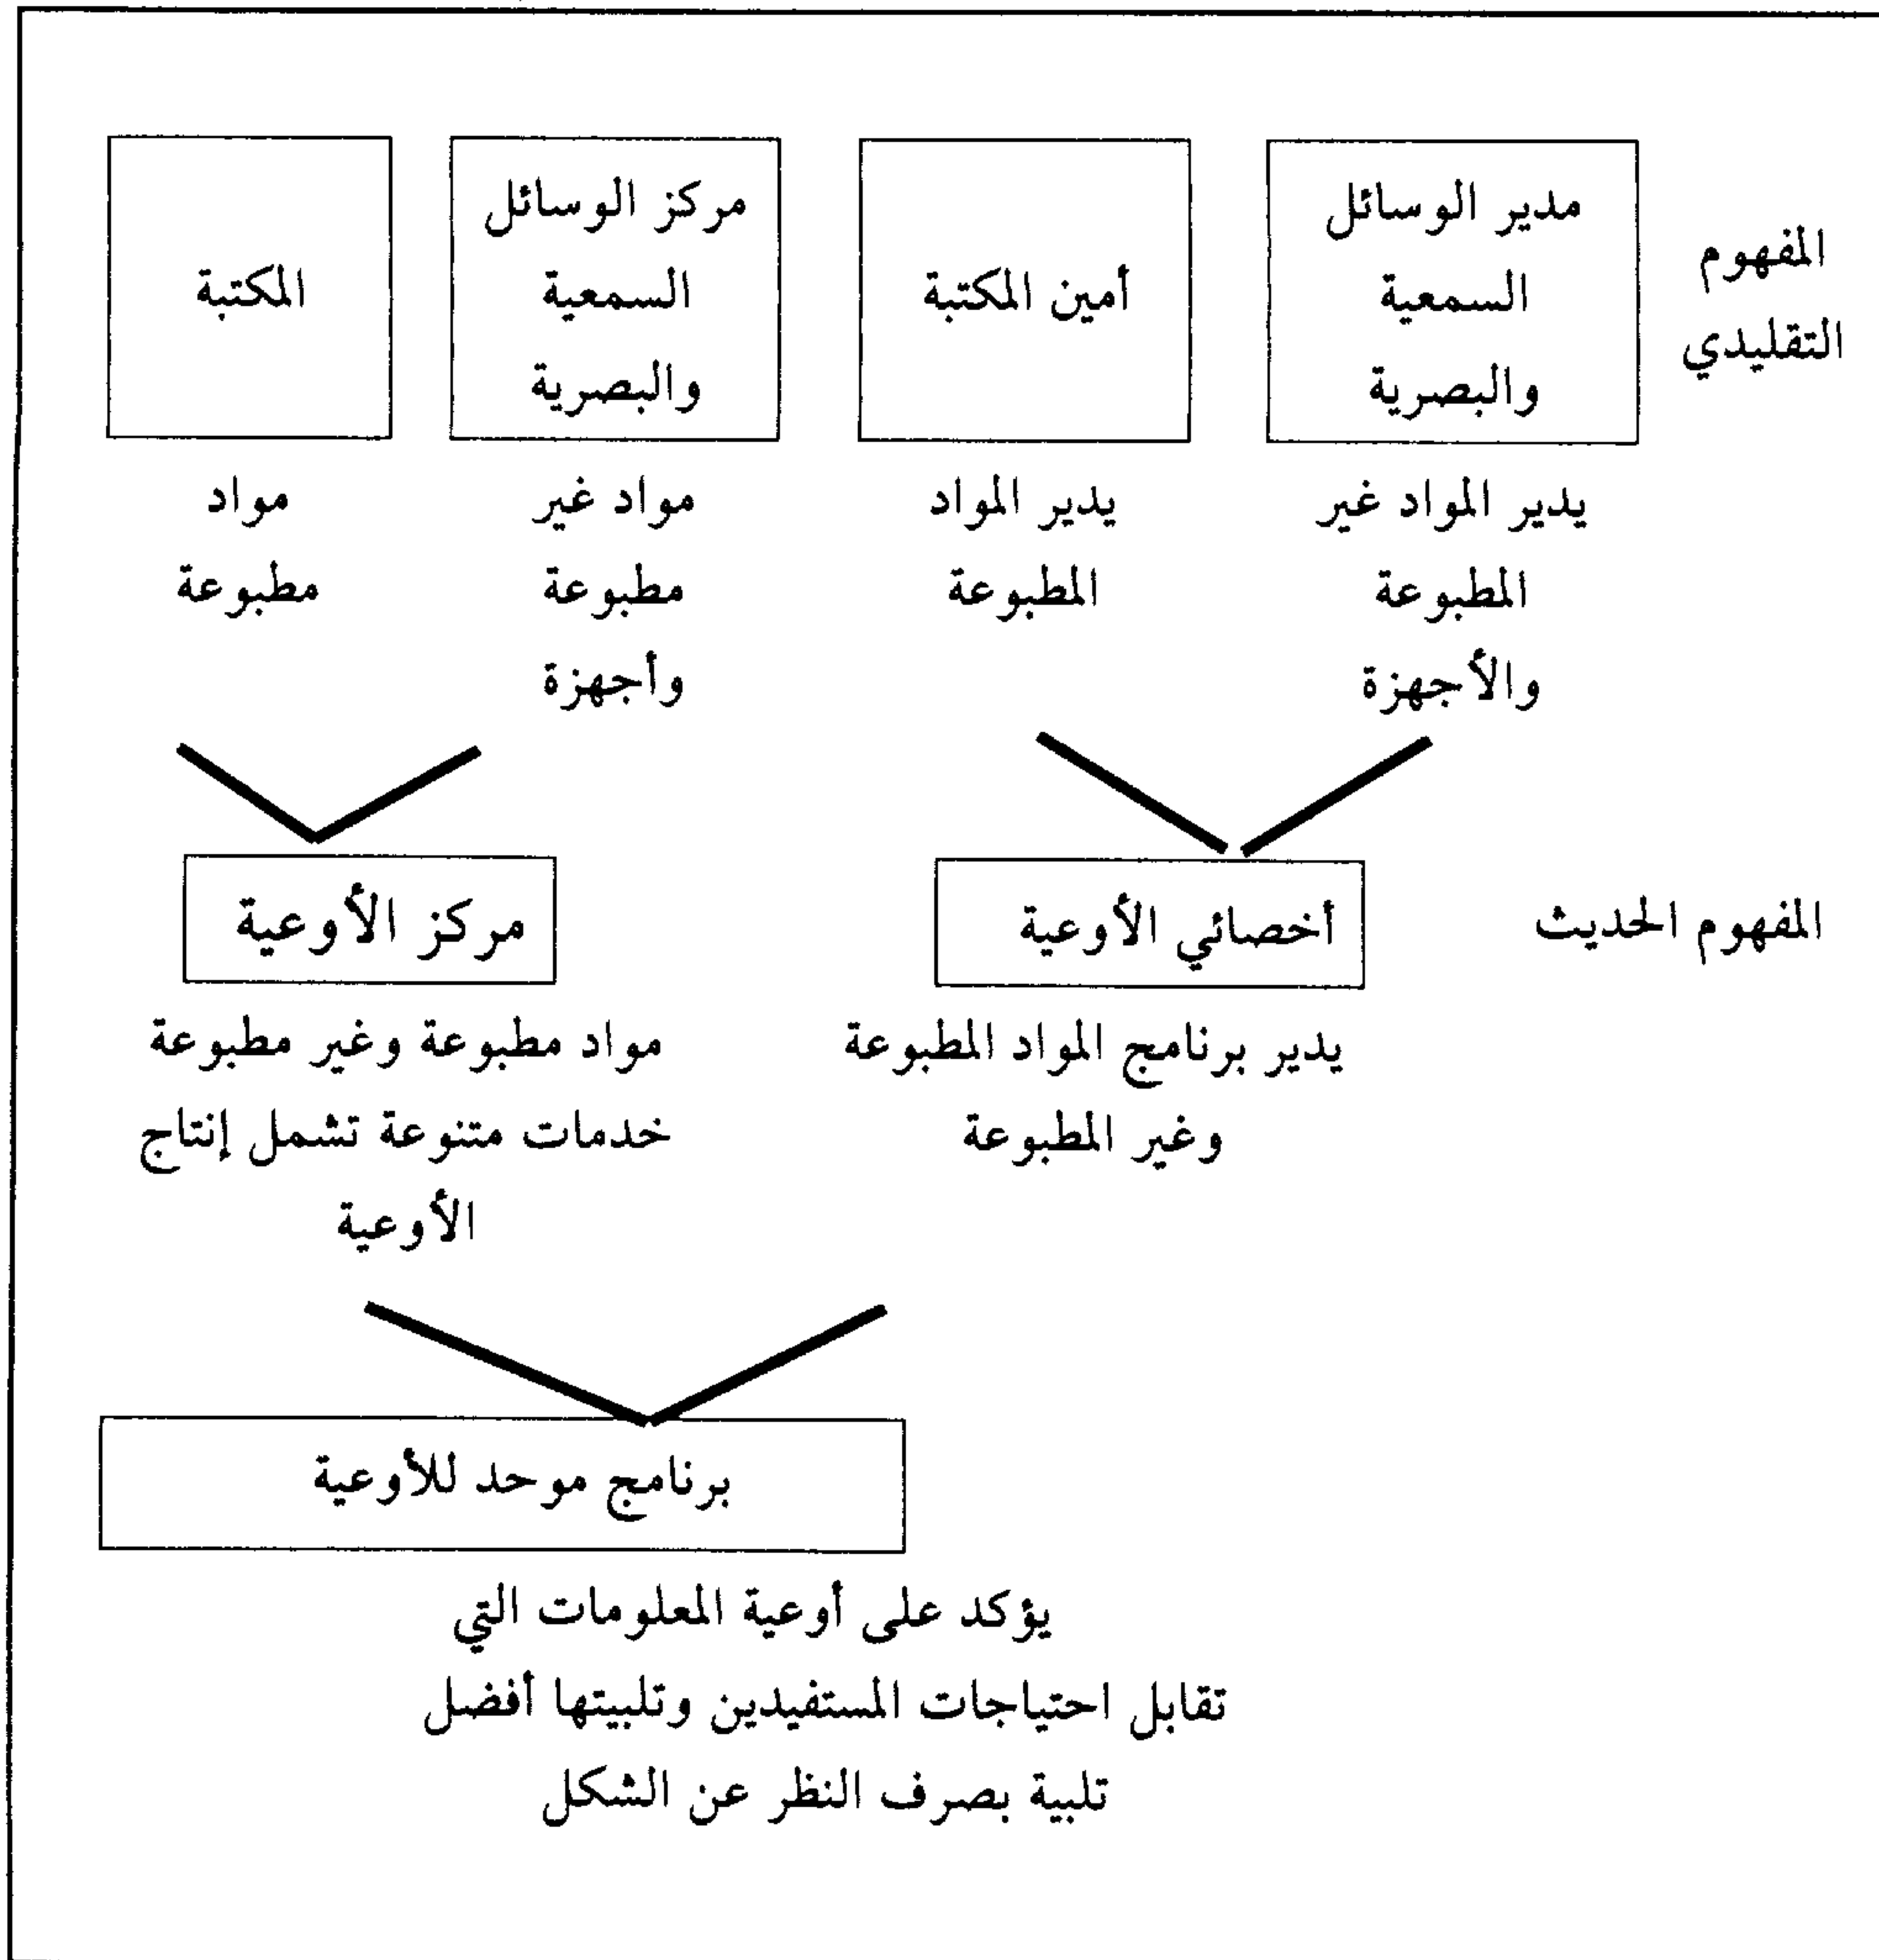 المفهوم
التقليدي
مدير الوسائل
السمعية
والبصرية
يدير المواد غير
المطبوعة
والأجهزة
أمين المكتبة
يدير المواد
المطبوعة
مركز الوسائل
السمعية
والبصرية
مواد غير
مطبوعة
وأجهزة
المكتبة
مواد
مطبوعة
المفهوم الحديث
أخصائي الأوعية
يدير برنامج المواد المطبوعة
وغير المطبوعة
مركز الأوعية
مواد مطبوعة وغير مطبوعة
خدمات متنوعة تشمل إنتاج
الأوعية
برنامج موحد للأوعية
يؤكد على أوعية المعلومات التي
تقابل احتياجات المستفيدين وتلبيتها أفضل
تلبية بصرف النظر عن الشكل